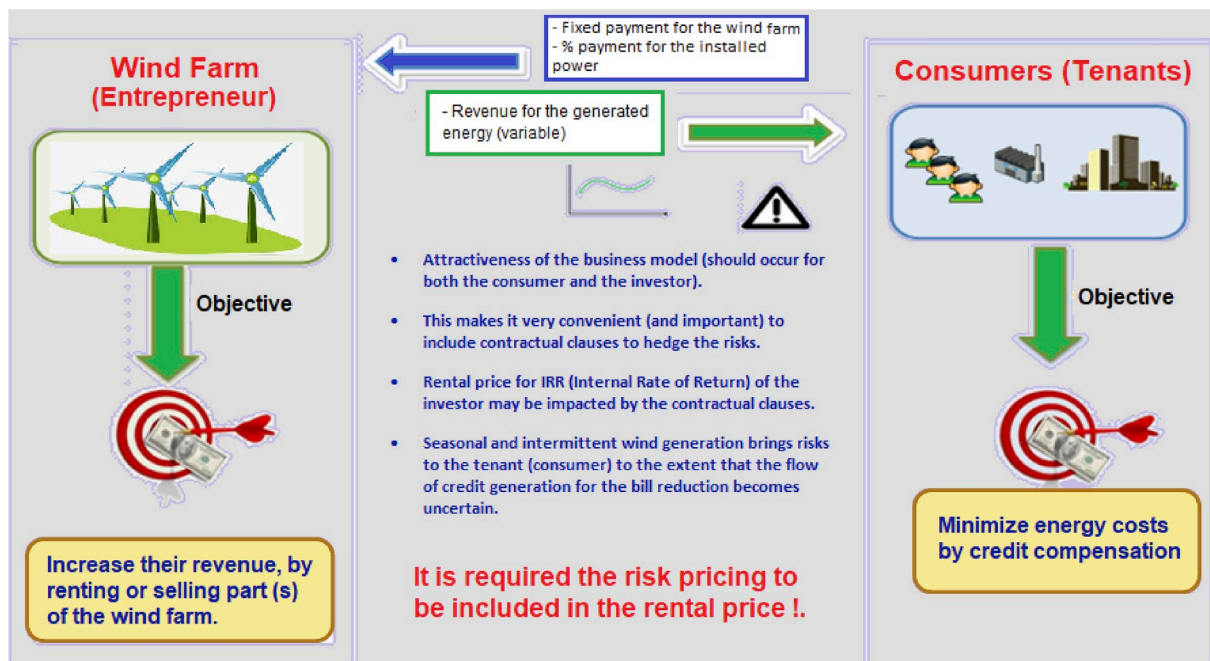 - Fixed payment for the wind farm
- % payment for the installed
power
Wind Farm
(Entrepreneur)
Consumers (Tenants)
- Revenue for the generated
energy (variable)
Objective
Objective
• Attractiveness of the business model (should occur for
both the consumer and the investor).
• This makes it very convenient (and important) to
include contractual clauses to hedge the risks.
• Rental price for IRR (Internal Rate of Return) of the
investor may be impacted by the contractual clauses.
• Seasonal and intermittent wind generation brings risks
to the tenant (consumer) to the extent that the flow
of credit generation for the bill reduction becomes
uncertain.
Increase their revenue, by
renting or selling part (s)
of the wind farm.
It is required the risk pricing to
be included in the rental price !.
Minimize energy costs
by credit compensation